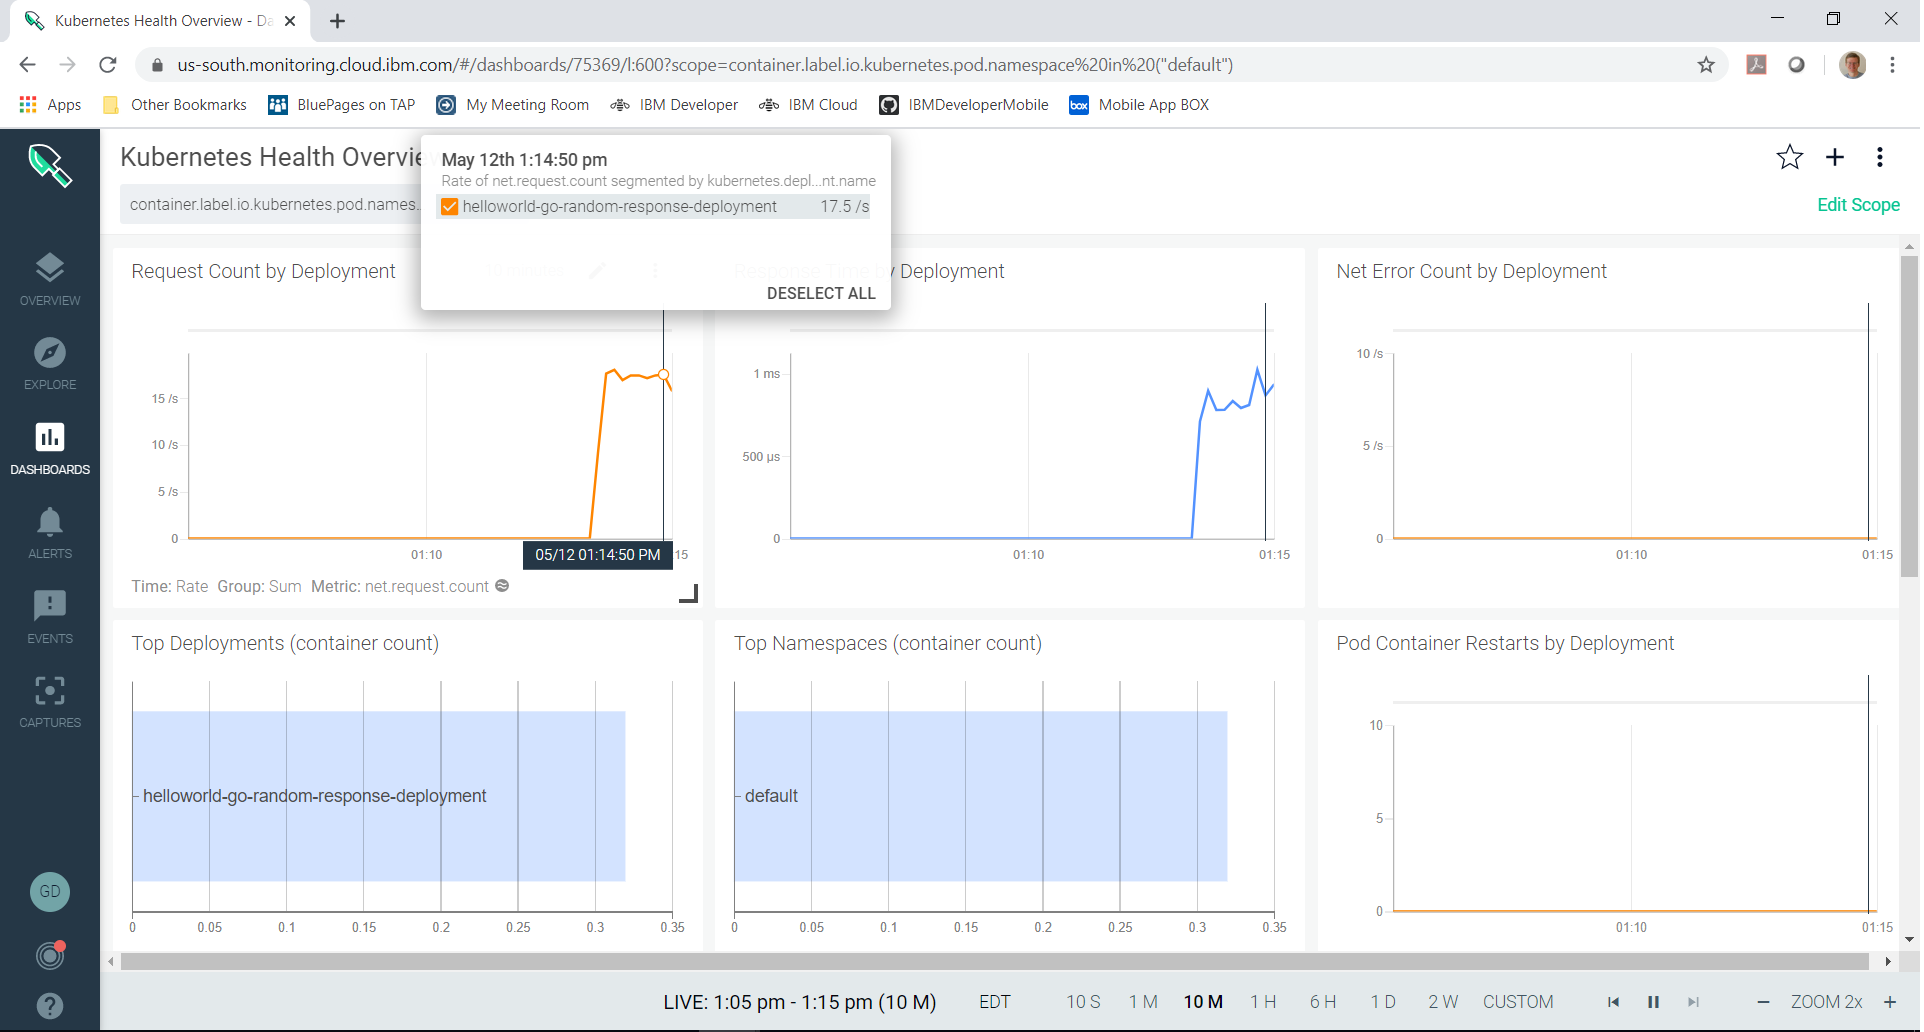 Kubernetes Health Overview - Da
us-south.monitoring.cloud.ibm.com/#/dashboards/75369/l:600?scope=container.label.io.kubernetes.pod.namespace%20in%20("default")
Apps Other Bookmarks BluePages on TAP My Meeting Room IBM Developer IBM Cloud IBMDeveloperMobile box Mobile App BOX
Kubernetes Health Overvie
container.label.io.kubernetes.pod.names...
Edit Scope
May 12th 1:14:50 pm
Rate of net.request.count segmented by kubernetes.depl...nt.name
helloworld-go-random-response-deployment 17.5 /s
DESELECT ALL
OVERVIEW
EXPLORE
DASHBOARDS
ALERTS
EVENTS
CAPTURES
GD
Request Count by Deployment
15 /s
10 /s
5 /s
0
01:10 :15
05/12 01:14:50 PM
Time: Rate Group: Sum Metric: net.request.count
Response Time by Deployment
1 ms
500 µs
0
01:10 01:15
Net Error Count by Deployment
10 /s
5 /s
0
01:10 01:15
Top Deployments (container count)
helloworld-go-random-response-deployment
0 0.05 0.1 0.15 0.2 0.25 0.3 0.35
Top Namespaces (container count)
default
0 0.05 0.1 0.15 0.2 0.25 0.3 0.35
Pod Container Restarts by Deployment
10
5
0
01:10 01:15
LIVE: 1:05 pm - 1:15 pm (10 M) EDT 10 S 1 M 10 M 1 H 6 H 1 D 2 W CUSTOM ZOOM 2x